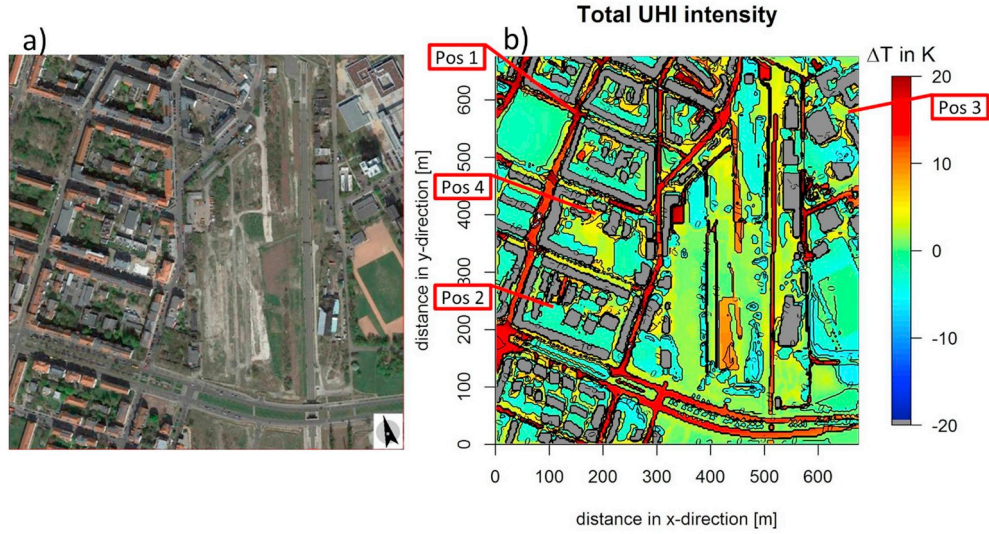 Total UHI intensity
a)
b)
Pos 1
ΔT in K
Pos 3
Pos 4
Pos 2
20
10
0
-10
-20
distance in y-direction [m]
600
500
400
300
200
100
0
0 100 200 300 400 500 600
distance in x-direction [m]